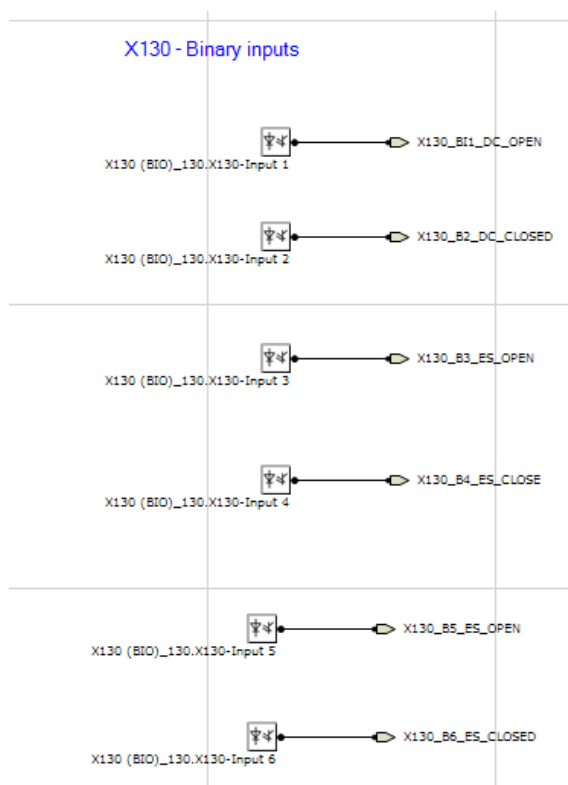 X130 - Binary inputs
X130_BI1_DC_OPEN
X130 (BIO)_130.X130-Input 1
X130_B2_DC_CLOSED
X130 (BIO)_130.X130-Input 2
X130_B3_ES_OPEN
X130 (BIO)_130.X130-Input 3
X130_B4_ES_CLOSE
X130 (BIO)_130.X130-Input 4
X130_B5_ES_OPEN
X130 (BIO)_130.X130-Input 5
X130_B6_ES_CLOSED
X130 (BIO)_130.X130-Input 6